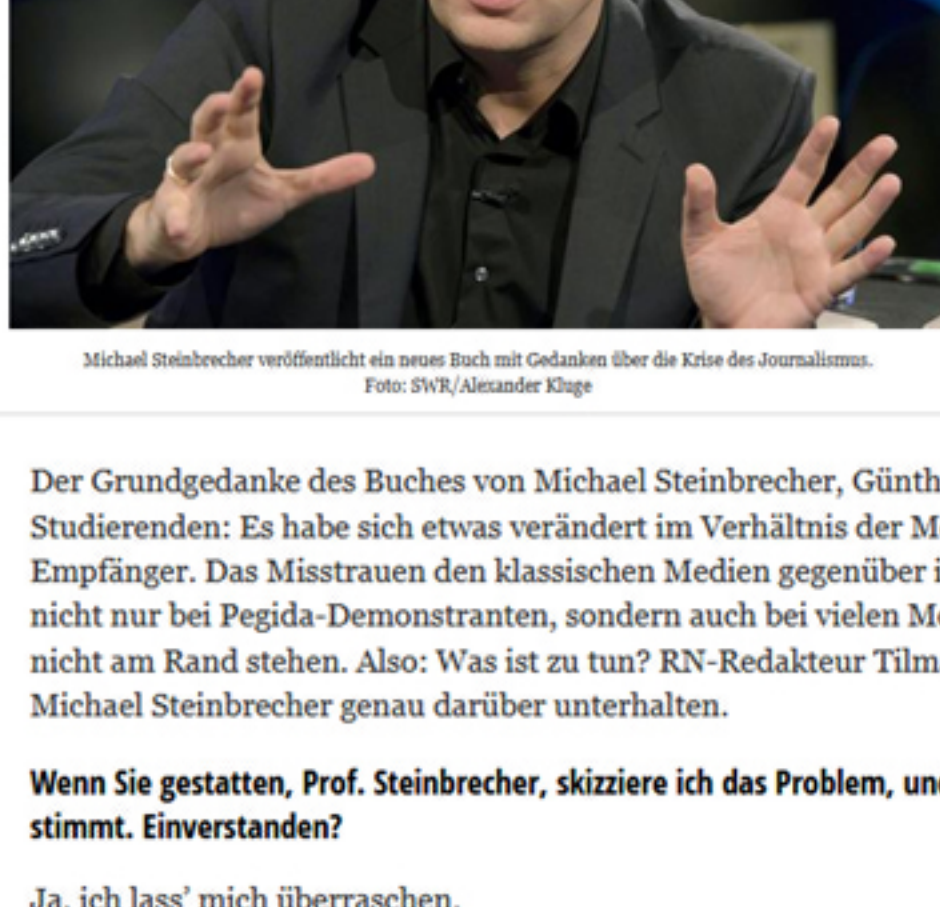 Michael Steinbrecher veröffentlicht ein neues Buch mit Gedanken über die Krise des Journalismus.
Foto: SWR/Alexander Kluge
Der Grundgedanke des Buches von Michael Steinbrecher, Günth
Studierenden: Es habe sich etwas verändert im Verhältnis der M
Empfänger. Das Misstrauen den klassischen Medien gegenüber i
nicht nur bei Pegida-Demonstranten, sondern auch bei vielen Me
nicht am Rand stehen. Also: Was ist zu tun? RN-Redakteur Tilm
Michael Steinbrecher genau darüber unterhalten.
Wenn Sie gestatten, Prof. Steinbrecher, skizziere ich das Problem, und
stimmt. Einverstanden?
Ja, ich lass’ mich überraschen.